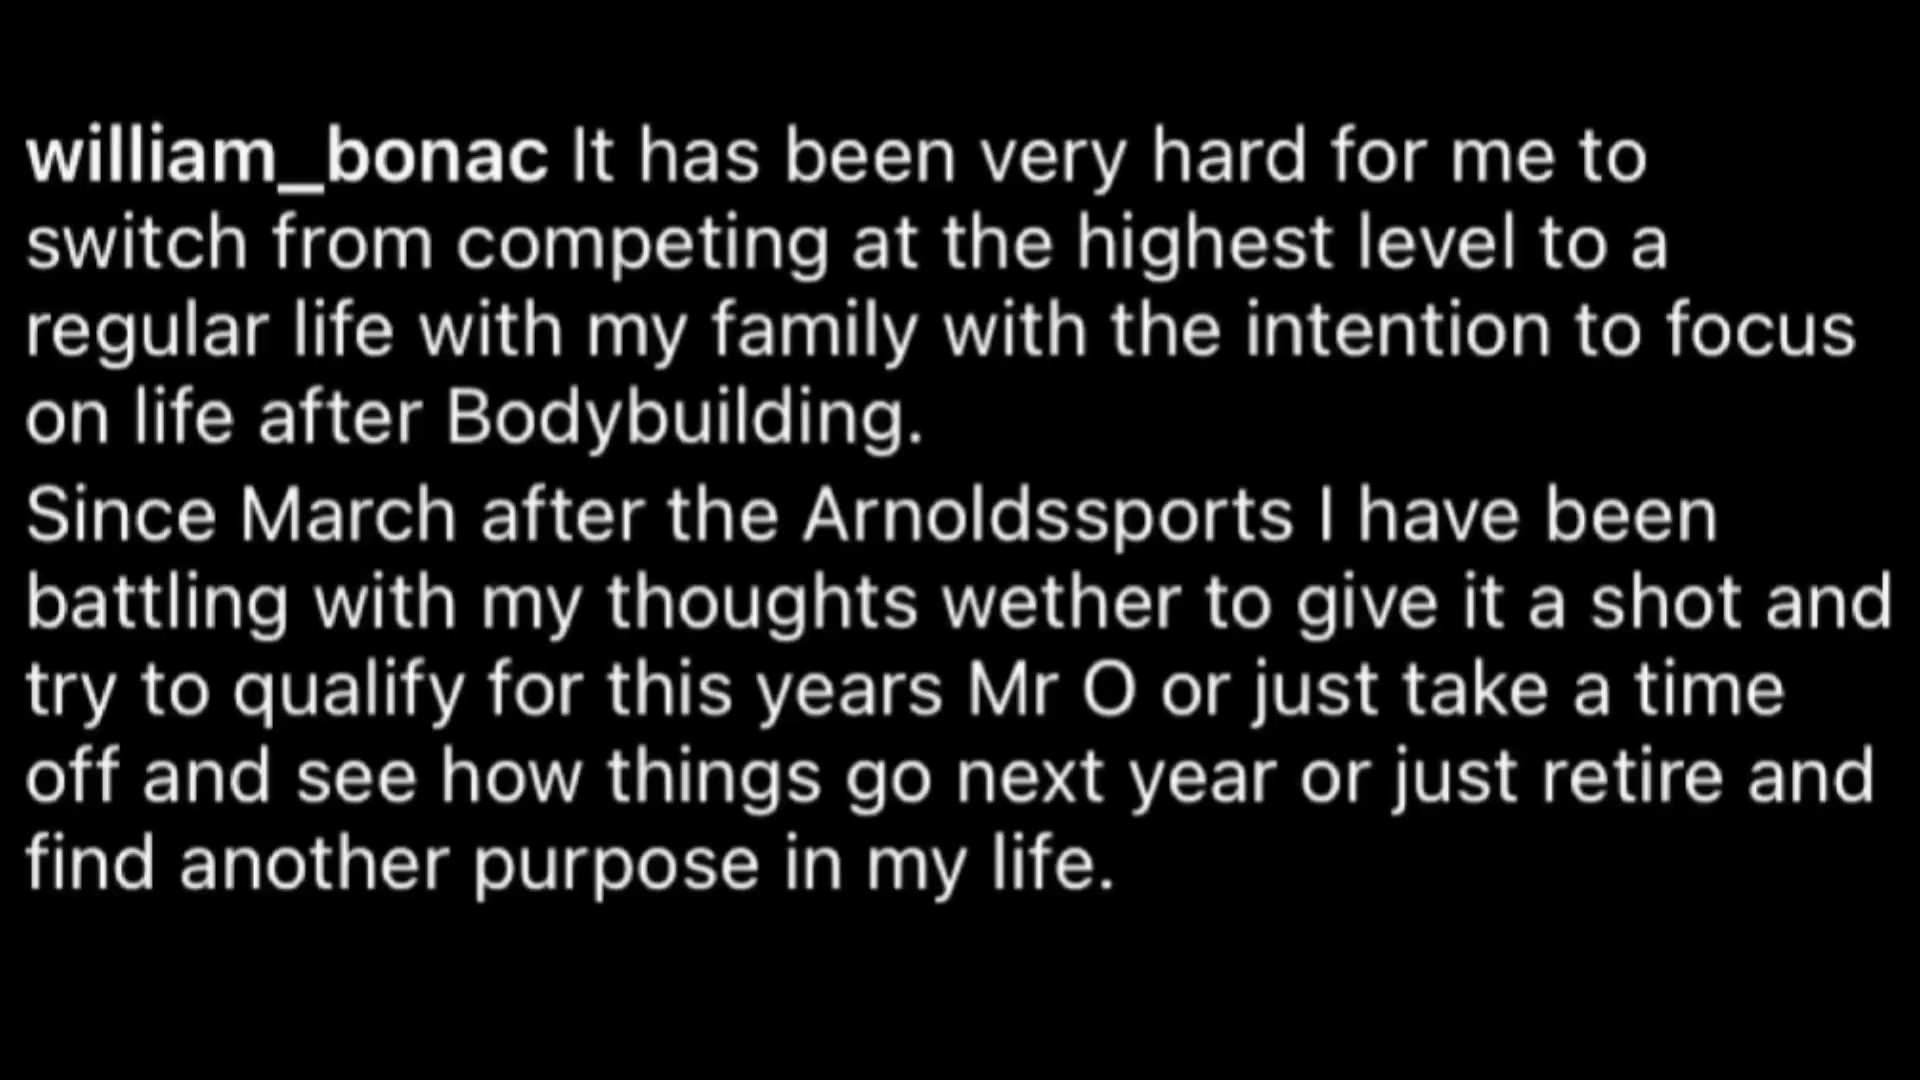 william_bonac It has been very hard for me to
switch from competing at the highest level to a
regular life with my family with the intention to focus
on life after Bodybuilding.
Since March after the Arnoldssports I have been
battling with my thoughts wether to give it a shot and
try to qualify for this years Mr O or just take a time
off and see how things go next year or just retire and
find another purpose in my life.